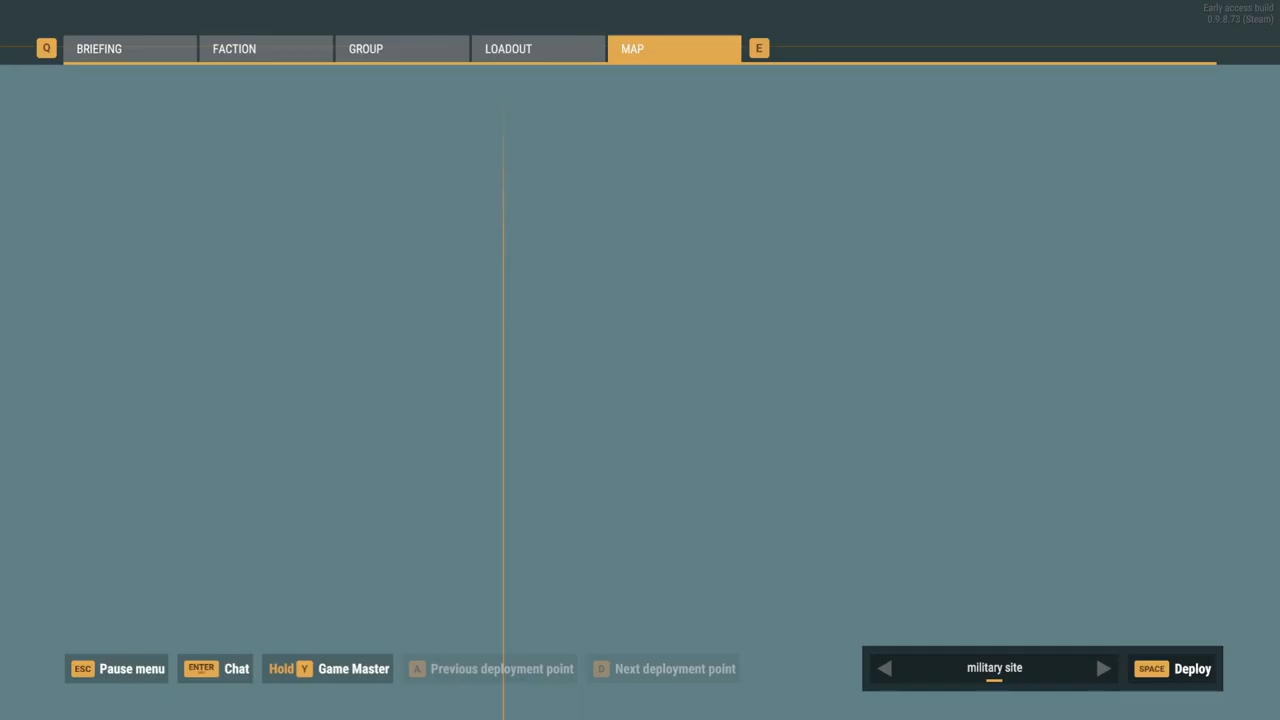 Early access build
0.9.8.73 (Steam)
Q BRIEFING FACTION GROUP LOADOUT MAP E
ESC Pause menu ENTER Chat Hold Y Game Master A Previous deployment point D Next deployment point military site SPACE Deploy